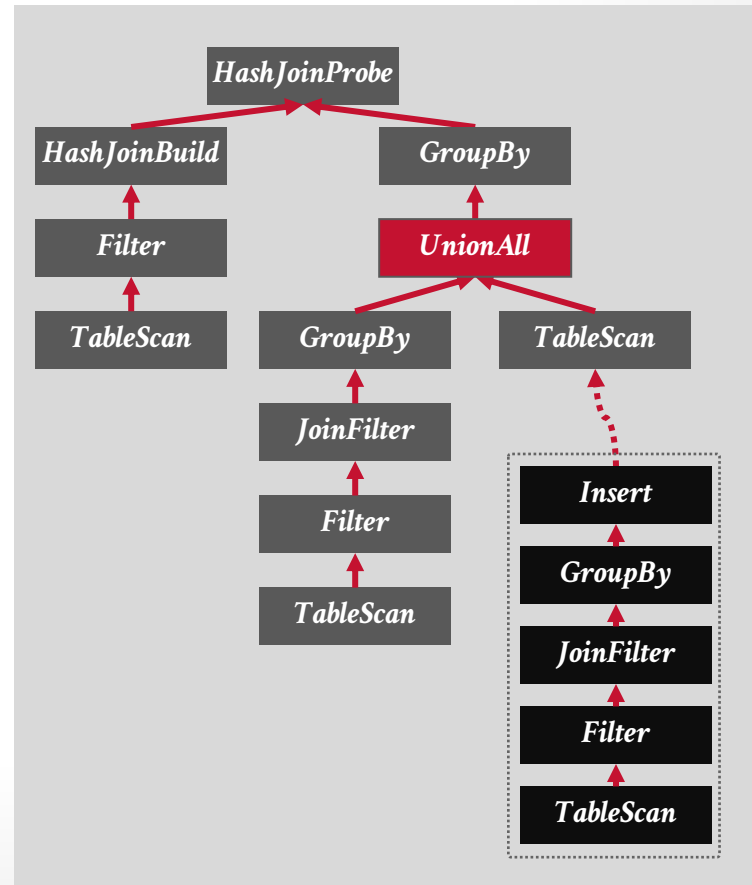 HashJoinProbe
HashJoinBuild
GroupBy
Filter
UnionAll
TableScan
GroupBy
TableScan
JoinFilter
Filter
TableScan
Insert
GroupBy
JoinFilter
Filter
TableScan